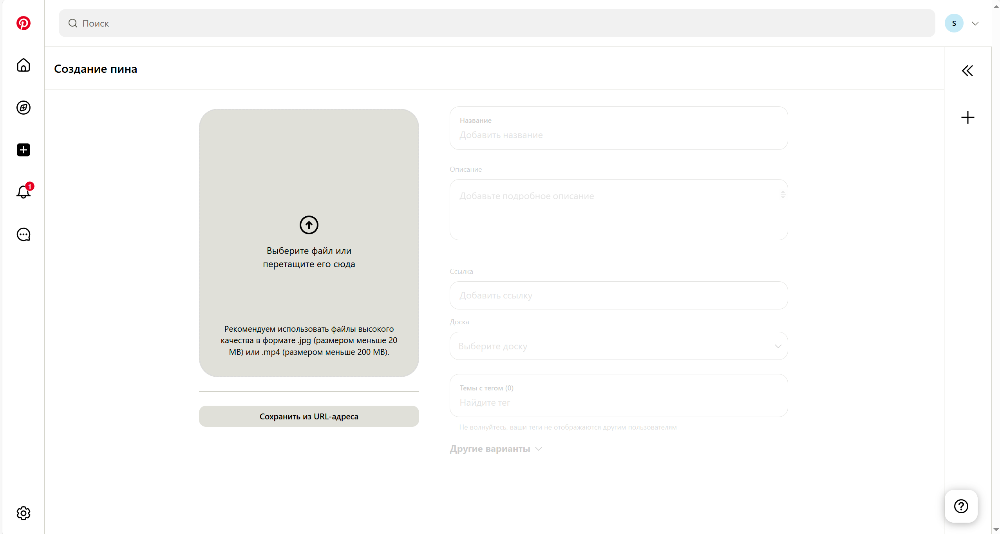 Поиск
S
Создание пина
1
Выберите файл или
перетащите его сюда
Рекомендуем использовать файлы высокого
качества в формате .jpg (размером меньше 20
MB) или .mp4 (размером меньше 200 MB).
Сохранить из URL-адреса
Название
Добавить название
Описание
Добавьте подробное описание
Ссылка
Добавить ссылку
Доска
Выберите доску
Темы с тегом (0)
Найдите тег
Не волнуйтесь, ваши теги не отображаются другим пользователям
Другие варианты